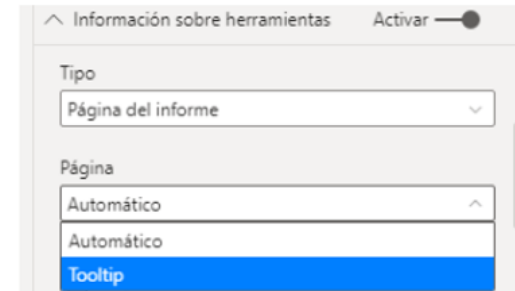 Información sobre herramientas Activar
Tipo
Página del informe
Página
Automático
Automático
Tooltip